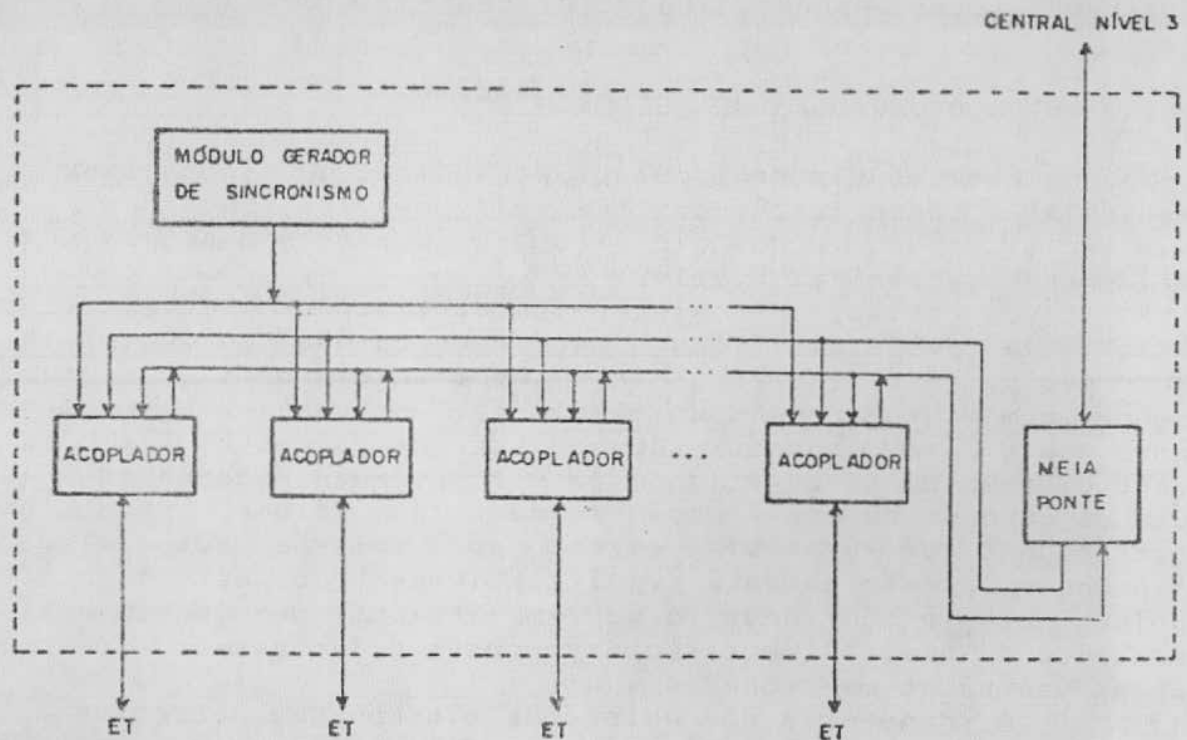 CENTRAL NÍVEL 3
MÓDULO GERADOR
DE SINCRONISMO
ACOPLADOR
ACOPLADOR
ACOPLADOR
ACOPLADOR
MEIA
PONTE
ET
ET
ET
ET